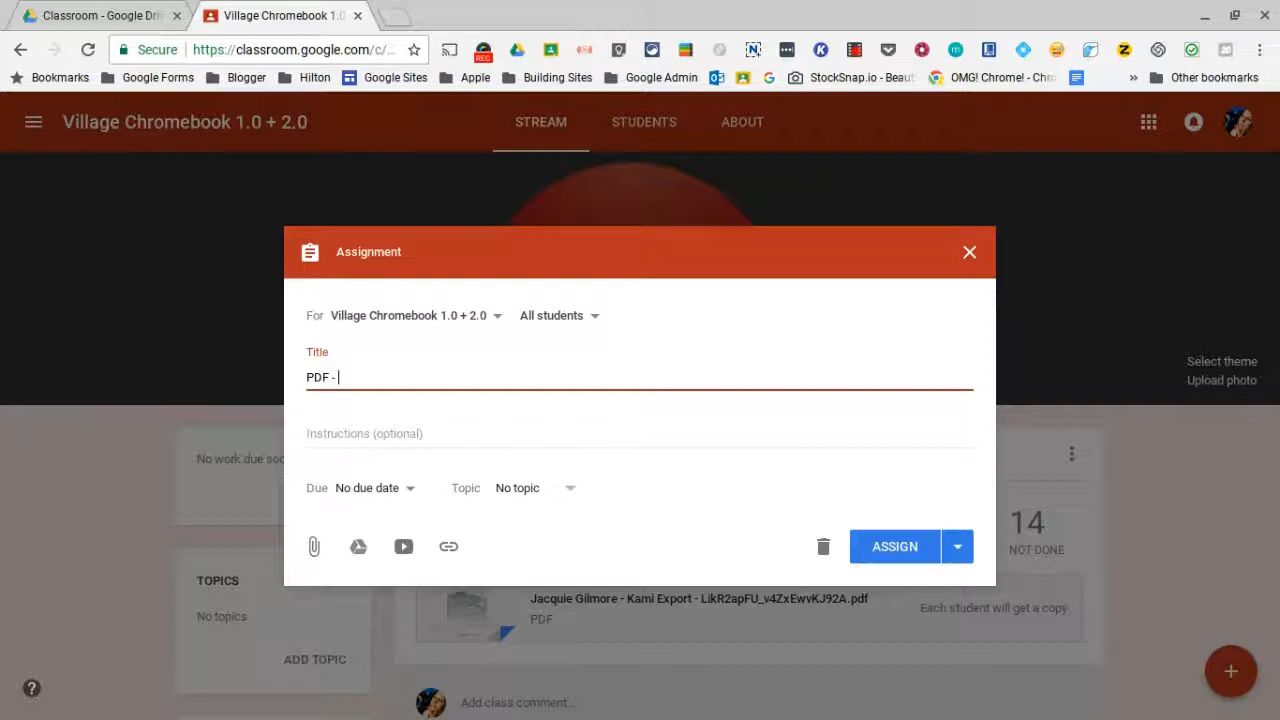 Classroom - Google Dri
Village Chromebook 1.0
Secure
https://classroom.google.com/c/...
REC
Bookmarks
Google Forms
Blogger
Hilton
Google Sites
Apple
Building Sites
Google Admin
StockSnap.io - Beaut
OMG! Chrome! - Chro
»
Other bookmarks
Village Chromebook 1.0 + 2.0
STREAM
STUDENTS
ABOUT
Assignment
For Village Chromebook 1.0 + 2.0
All students
Title
PDF -
Select theme
Upload photo
Instructions (optional)
No work due soo
Due No due date
Topic No topic
14
NOT DONE
ASSIGN
TOPICS
No topics
ADD TOPIC
Jacquie Gilmore - Kami Export - LikR2apFU_v4ZxEwvKJ92A.pdf
PDF
Each student will get a copy
Add class comment...